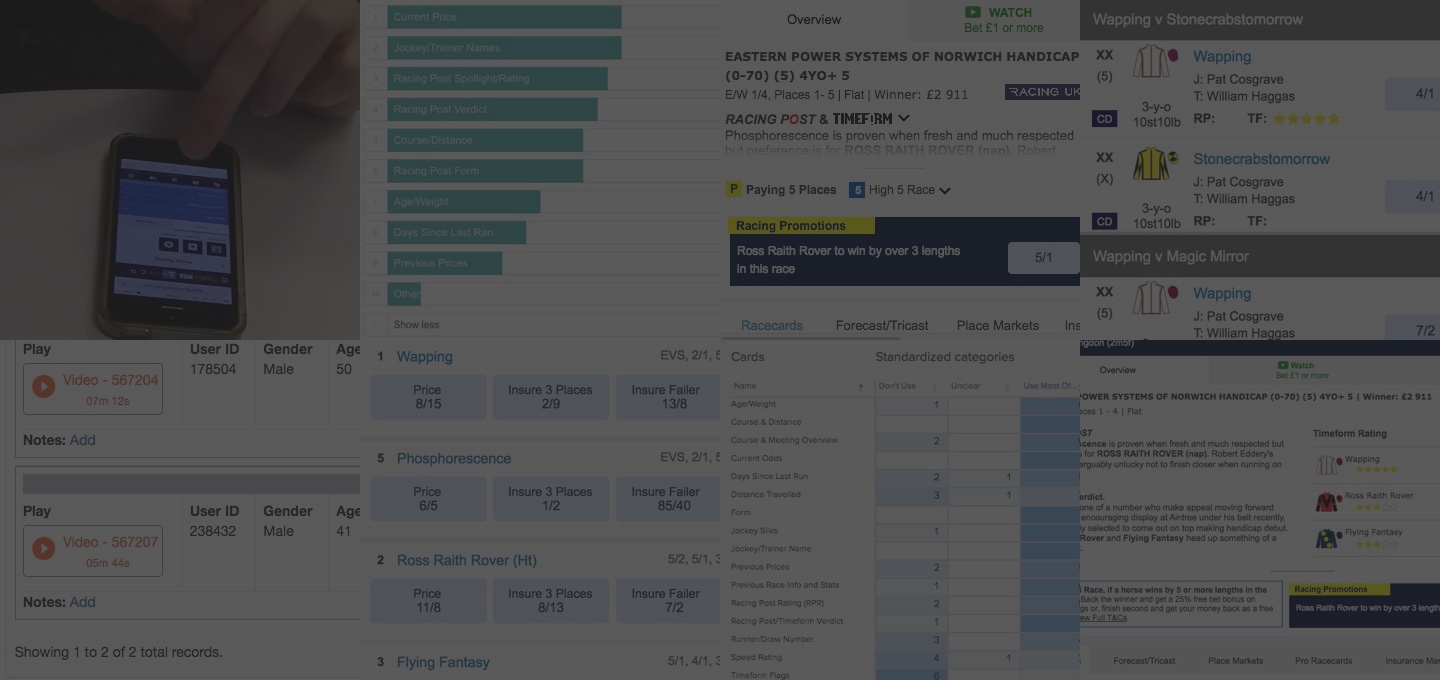 Current Price
Jockey/Trainer Names
Racing Post Spotlight/Rating
Racing Post Verdict
Course/Distance
Racing Post Form
Age/Weight
Days Since Last Ran
Previous Prices
Other
Show less
Overview
WATCH
Bet £1 or more
EASTERN POWER SYSTEMS OF NORWICH HANDICAP
(0-70) (5) 4YO+ 5
E/W 1/4, Places 1- 5 | Flat | Winner: £2 911
RACING UK
RACING POST & TIMEFORM
Phosphorescence is proven when fresh and much respected
but preference is for ROSS RAITH ROVER (nap). Robert
P Paying 5 Places 5 High 5 Race
Racing Promotions
Ross Raith Rover to win by over 3 lengths
in this race
5/1
Racecards Forecast/Tricast Place Markets Ins
Wapping v Stonecrabstomorrow
XX
(5)
Wapping
J: Pat Cosgrave
T: William Haggas
4/1
CD
3-y-o
10st10lb
RP: TF:
XX
(X)
Stonecrabstomorrow
J: Pat Cosgrave
T: William Haggas
4/1
CD
3-y-o
10st10lb
RP: TF:
Wapping v Magic Mirror
XX
(5)
Wapping
J: Pat Cosgrave
T: William Haggas
7/2
Play User ID Gender Age
Video - 567204
07m 12s
178504 Male 50
Notes: Add
Play User ID Gender Age
Video - 567207
05m 44s
238432 Male 41
Notes: Add
Showing 1 to 2 of 2 total records.
1 Wapping EVS, 2/1, 5
Price
8/15
Insure 3 Places
2/9
Insure Failer
13/8
5 Phosphorescence EVS, 2/1, 5
Price
6/5
Insure 3 Places
1/2
Insure Failer
85/40
2 Ross Raith Rover (Ht) 5/2, 5/1, 3
Price
11/8
Insure 3 Places
8/13
Insure Failer
7/2
3 Flying Fantasy 5/1, 4/1, 3
Cards Standardized categories
Name Don't Use Unclear Use Most Of...
Age/Weight 1
Course & Distance
Course & Meeting Overview 2
Current Odds
Days Since Last Run 2 1
Distance Travelled 3 1
Form
Jockey Silks 1
Jockey/Trainer Name
Previous Prices 2
Previous Race Info and Stats 1
Racing Post Rating (RPR) 2
Racing Post/Timeform Verdict 1
Runner/Draw Number 3
Speed Rating 4 1
Timeform Flags 6
ngdon (2m5f)
Overview
Watch
Bet £1 or more
POWER SYSTEMS OF NORWICH HANDICAP (0-70) (5) 4YO+ 5 | Winner: £2 911
aces 1 - 4 | Flat
ST
cence is proven when fresh and much respected but
for ROSS RAITH ROVER (nap). Robert Eddery's
arguably unlucky not to finish closer when running on
erdict.
one of a number who make appeal moving forward
encouraging display at Aintree under his belt recently,
y selected to come out on top making handicap debut.
Rover and Flying Fantasy head up something of a
Timeform Rating
Wapping
Ross Raith Rover
Flying Fantasy
Race, if a horse wins by 5 or more lengths in the
Back the winner and get a 25% free bet bonus on
gs or, finish second and get your money back as a free
ew Full T&Cs
Racing Promotions
Ross Raith Rover to win by over 3 length
Forecast/Tricast Place Markets Pro Racecards Insurance Mar